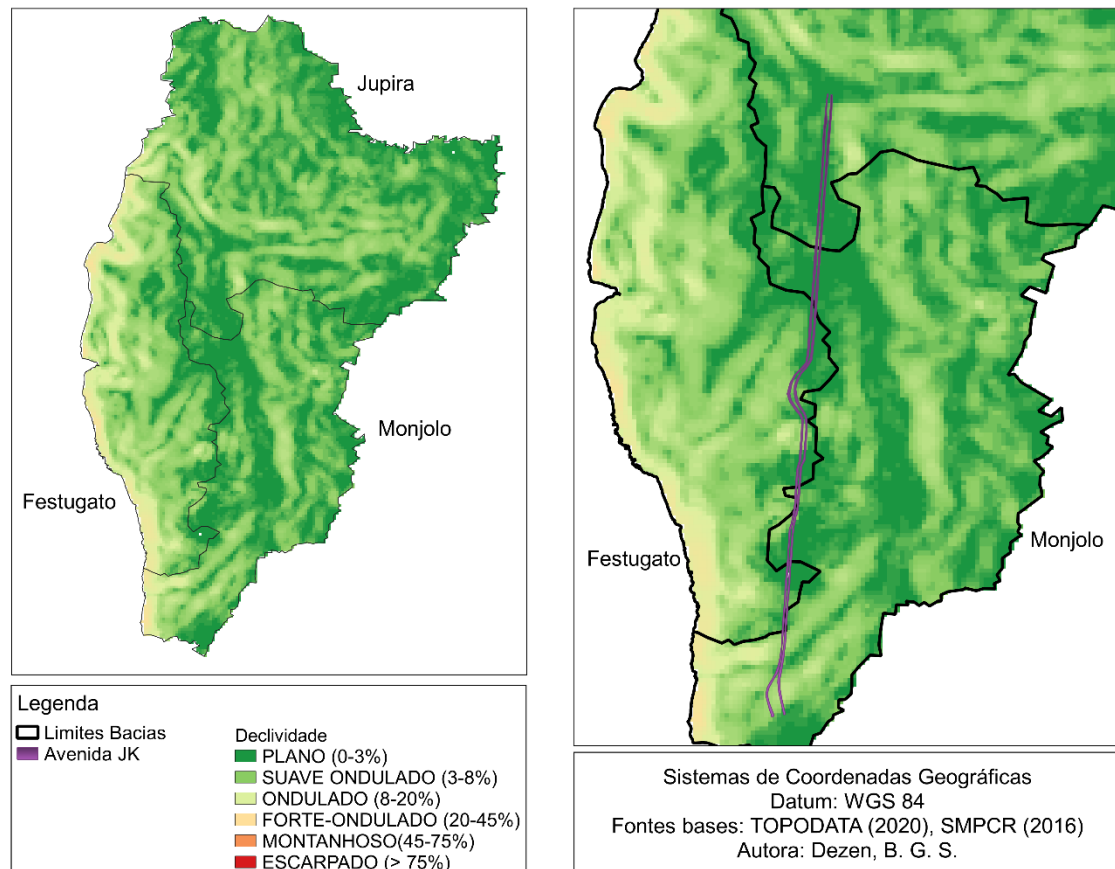 Jupira
Monjolo
Festugato
Festugato
Monjolo
Legenda
Limites Bacias
Avenida JK
Declividade
PLANO (0-3%)
SUAVE ONDULADO (3-8%)
ONDULADO (8-20%)
FORTE-ONDULADO (20-45%)
MONTANHOSO(45-75%)
ESCARPADO (> 75%)
Sistemas de Coordenadas Geográficas
Datum: WGS 84
Fontes bases: TOPODATA (2020), SMPCR (2016)
Autora: Dezen, B. G. S.